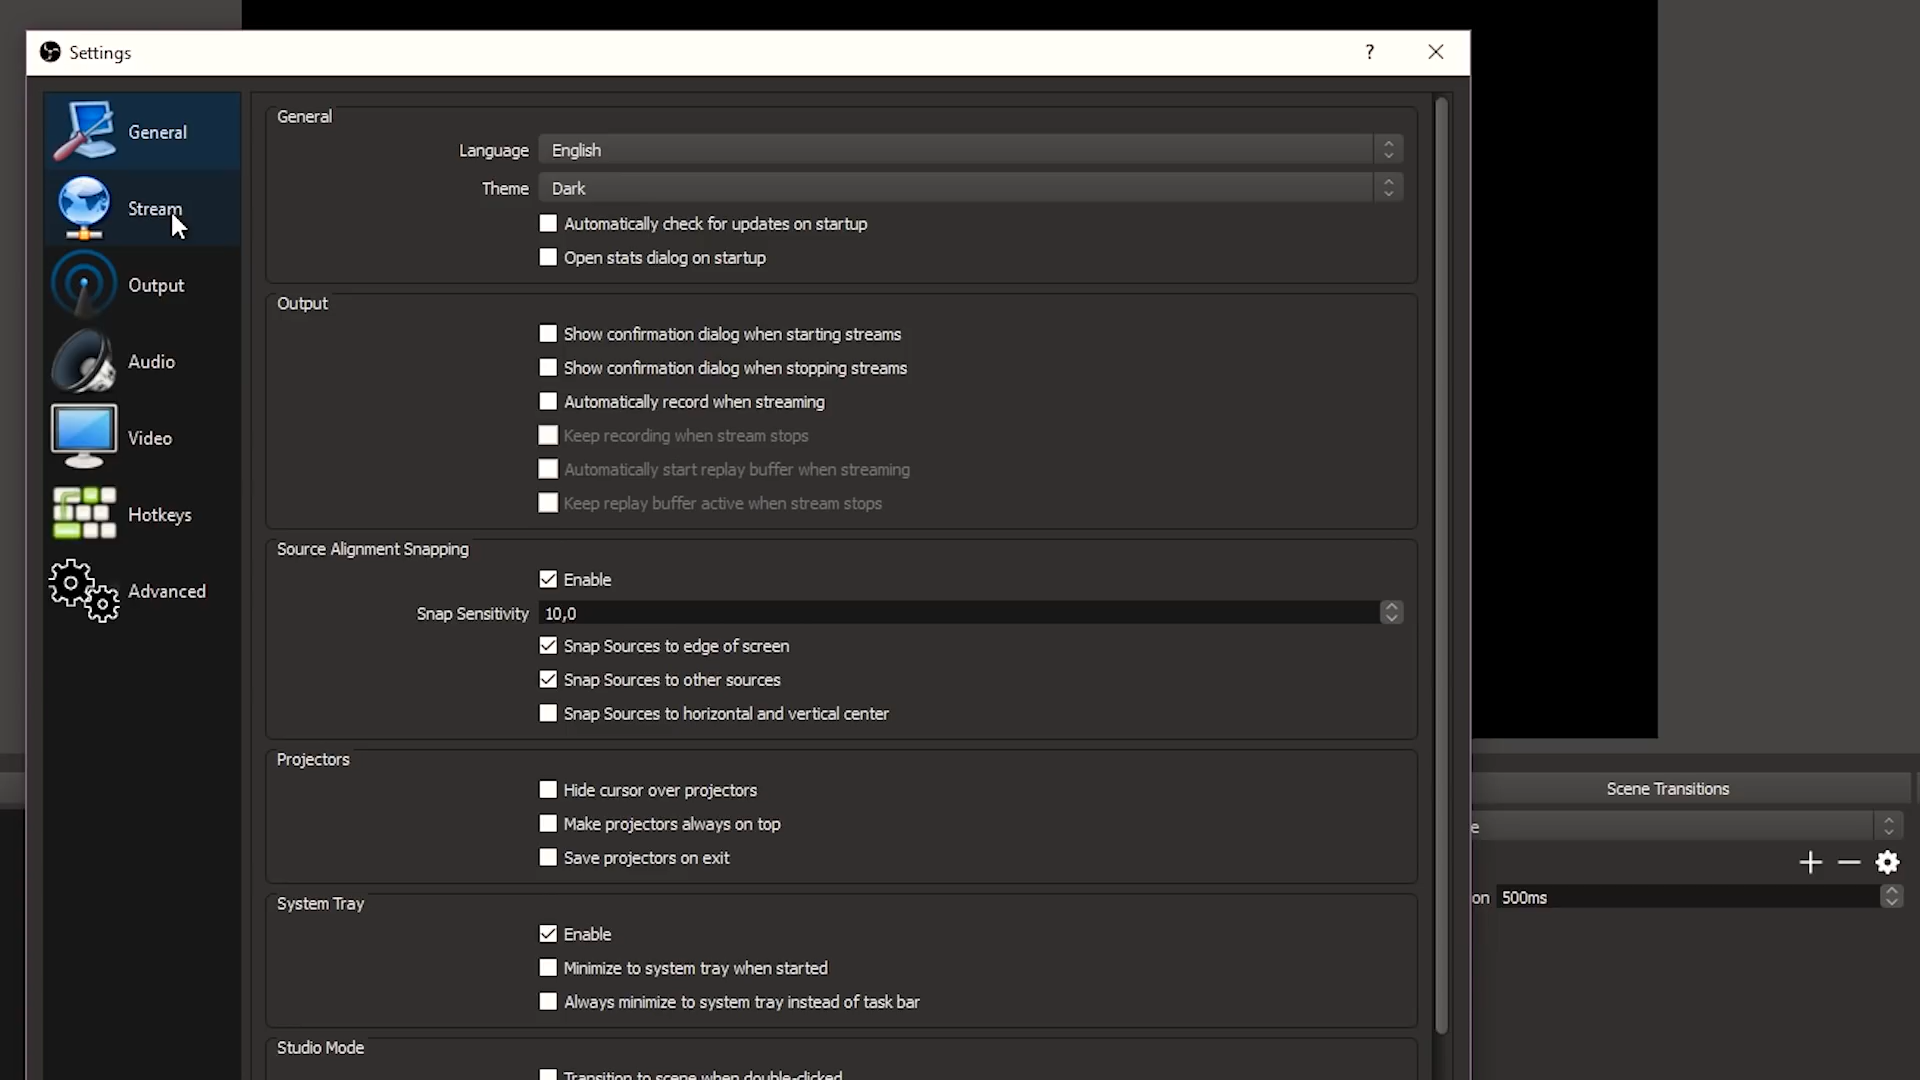 Settings
?
General
Stream
Output
Audio
Video
Hotkeys
Advanced
General
Language English
Theme Dark
Automatically check for updates on startup
Open stats dialog on startup
Output
Show confirmation dialog when starting streams
Show confirmation dialog when stopping streams
Automatically record when streaming
Keep recording when stream stops
Automatically start replay buffer when streaming
Keep replay buffer active when stream stops
Source Alignment Snapping
Enable
Snap Sensitivity 10,0
Snap Sources to edge of screen
Snap Sources to other sources
Snap Sources to horizontal and vertical center
Projectors
Hide cursor over projectors
Make projectors always on top
Save projectors on exit
System Tray
Enable
Minimize to system tray when started
Always minimize to system tray instead of task bar
Studio Mode
Transition to scene when double-clicked
Scene Transitions
e
on 500ms